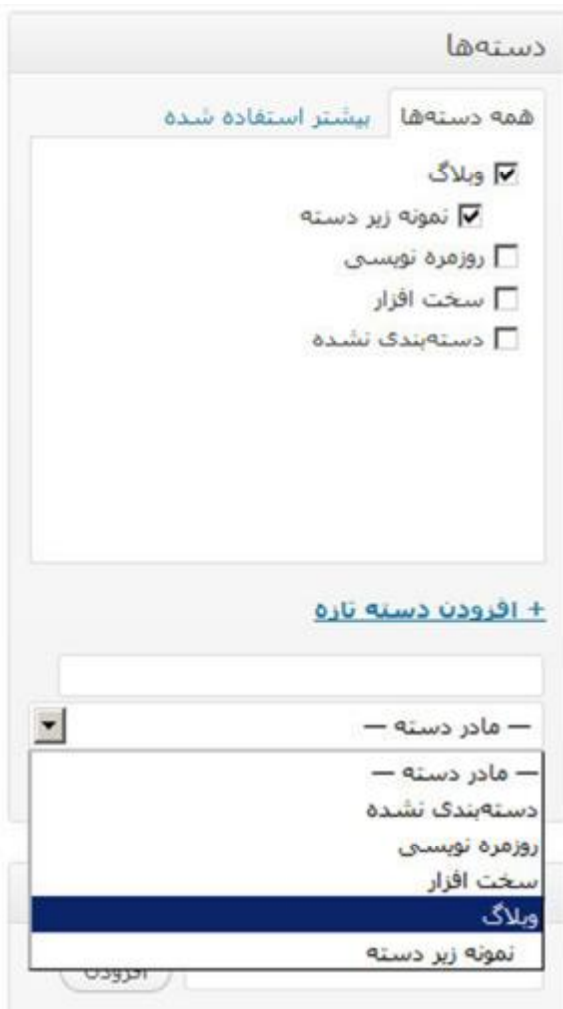 دسته‌ها
همه دسته‌ها بیشتر استفاده شده
وبلاگ
نمونه زیر دسته
روزمره نویسی
سخت افزار
دسته‌بندی نشده
+ افزودن دسته تازه
— مادر دسته —
— مادر دسته —
دسته‌بندی نشده
روزمره نویسی
سخت افزار
وبلاگ
نمونه زیر دسته
افزودن